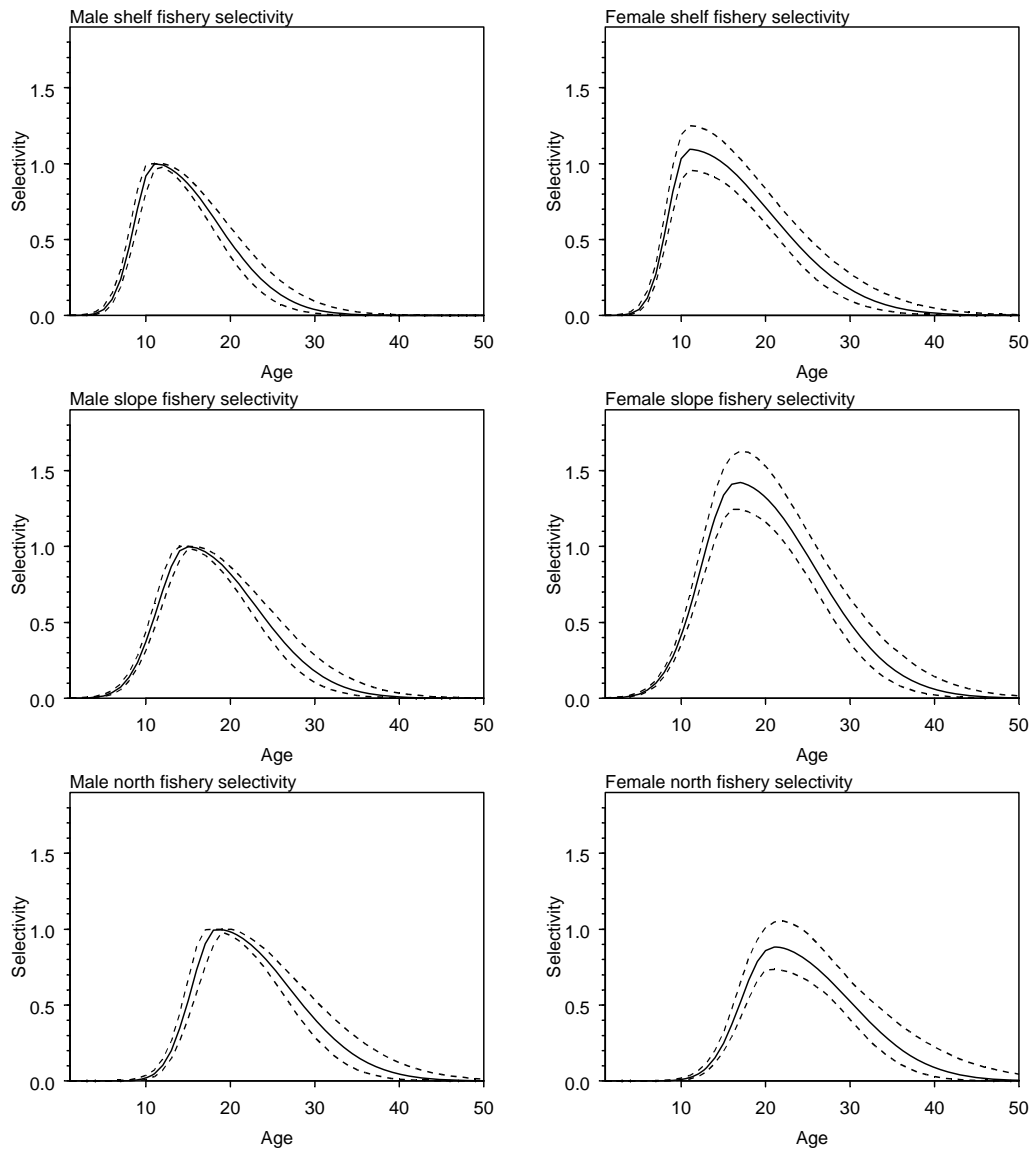 Male shelf fishery selectivity
Selectivity
1.5
1.0
0.5
0.0
10 20 30 40 50
Age
Female shelf fishery selectivity
Selectivity
1.5
1.0
0.5
0.0
10 20 30 40 50
Age
Male slope fishery selectivity
Selectivity
1.5
1.0
0.5
0.0
10 20 30 40 50
Age
Female slope fishery selectivity
Selectivity
1.5
1.0
0.5
0.0
10 20 30 40 50
Age
Male north fishery selectivity
Selectivity
1.5
1.0
0.5
0.0
10 20 30 40 50
Age
Female north fishery selectivity
Selectivity
1.5
1.0
0.5
0.0
10 20 30 40 50
Age